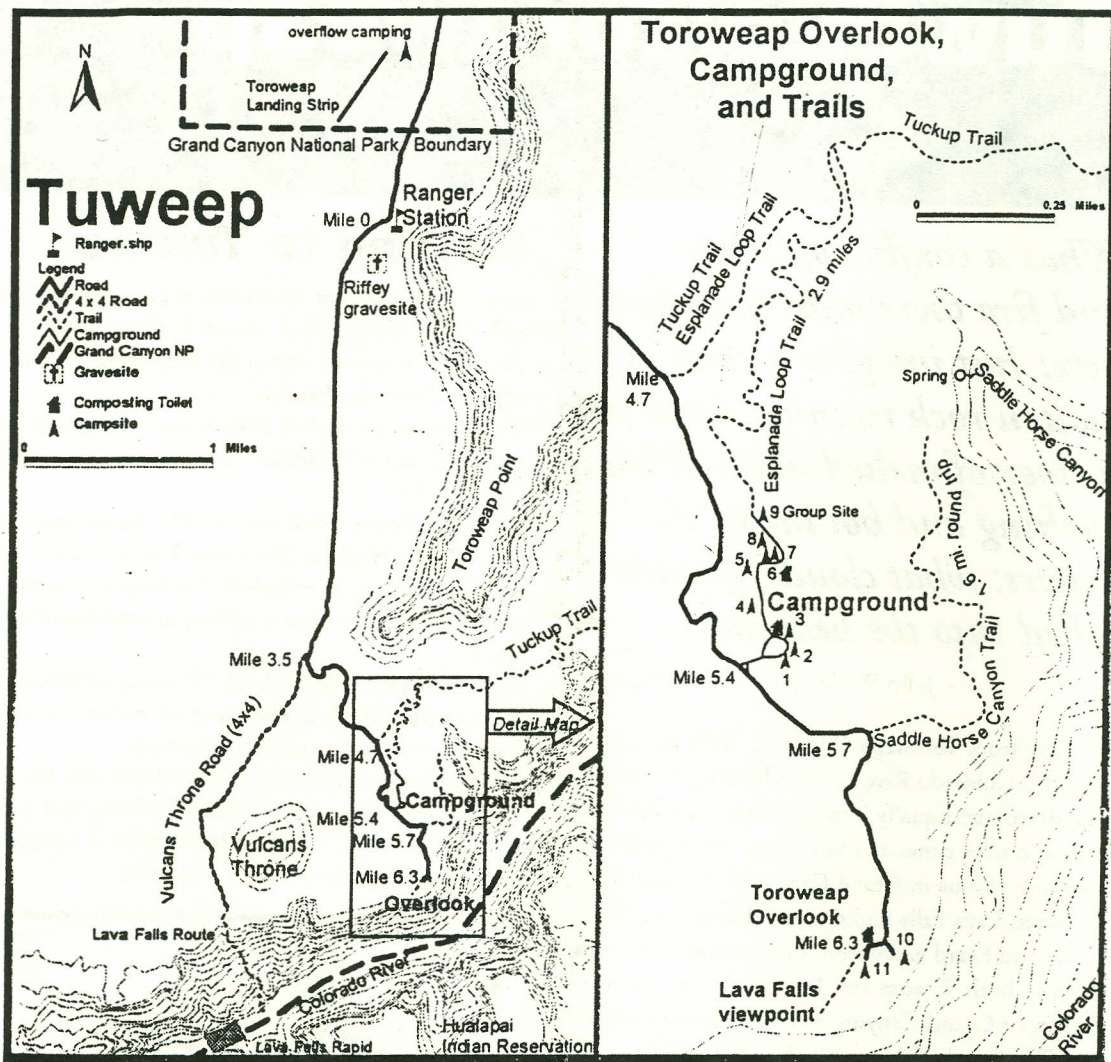 N
overflow camping
Toroweap
Landing Strip
Grand Canyon National Park Boundary
Tuweep
Ranger.shp
Legend
Road
4 x 4 Road
Trail
Campground
Grand Canyon NP
Gravesite
Composting Toilet
Campsite
0 1 Miles
Mile 0
Ranger
Station
Riffey
gravesite
Toroweap Point
Tuckup Trail
Mile 3.5
Vulcans Throne Road (4x4)
Detail Map
Mile 4.7
Campground
Mile 5.4
Vulcans
Throne
Mile 5.7
Mile 6.3
Overlook
Lava Falls Route
Colorado River
Lava Falls Rapid
Hualapai
Indian Reservation
Toroweap Overlook,
Campground,
and Trails
Tuckup Trail
0 0.25 Miles
Tuckup Trail
Esplanade Loop Trail
Esplanade Loop Trail 2.9 miles
Mile
4.7
Spring
Saddle Horse Canyon
9 Group Site
8
7
5
6
4
Campground
3
2
1
Mile 5.4
Mile 5.7
Saddle Horse Canyon Trail 1.6 mi. round trip
Toroweap
Overlook
Mile 6.3
10
11
Lava Falls
viewpoint
Colorado
River